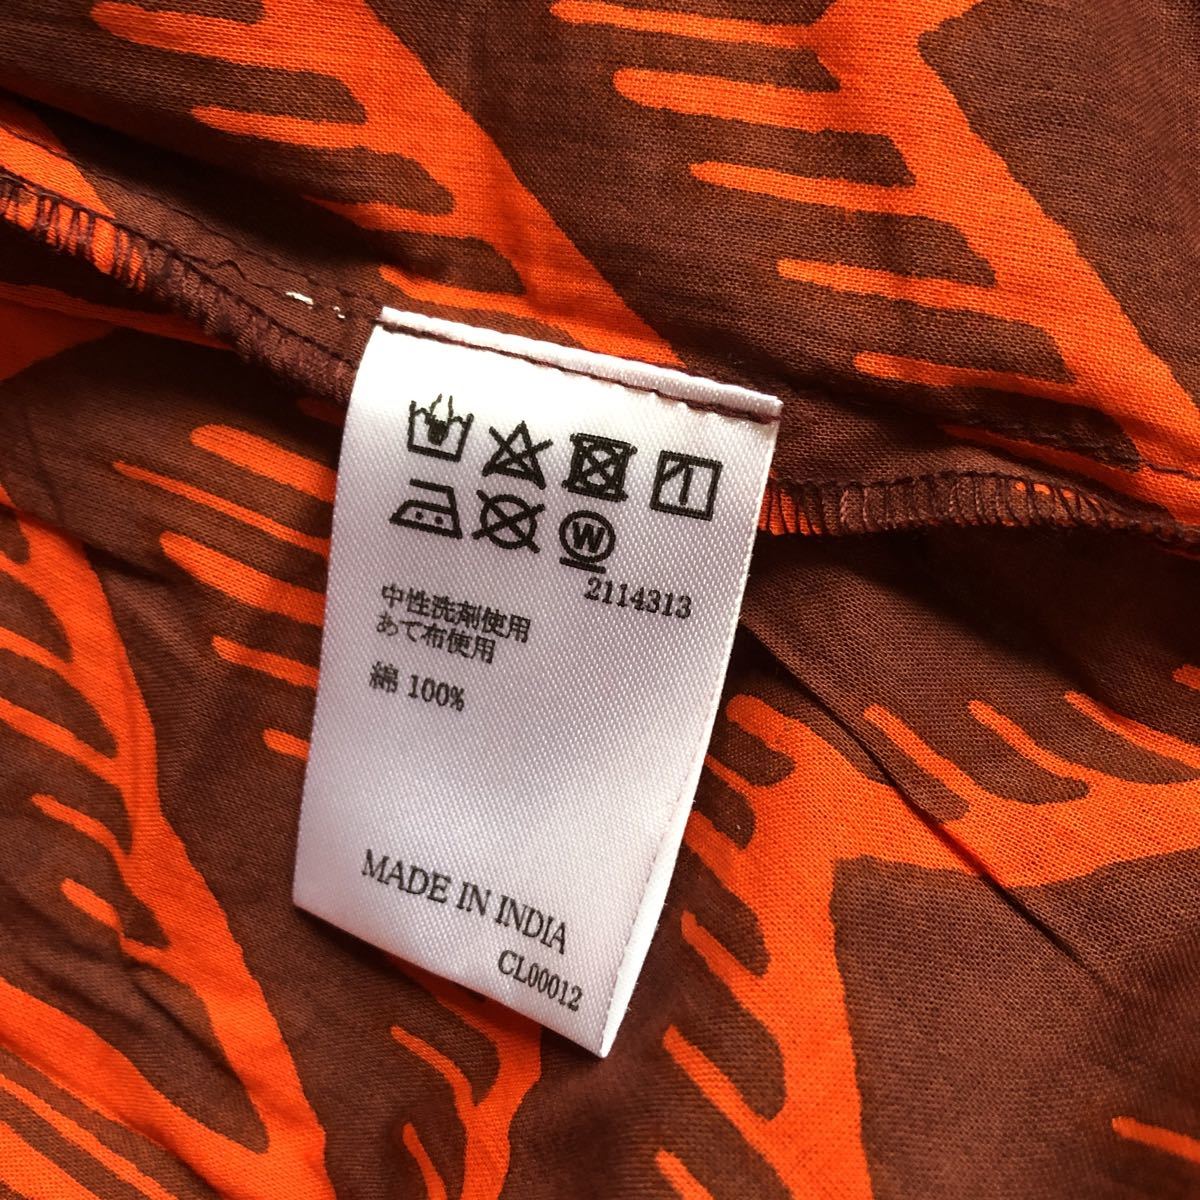 W
2114313
中性洗剤使用
あて布使用
綿 100%
MADE IN INDIA
CL00012